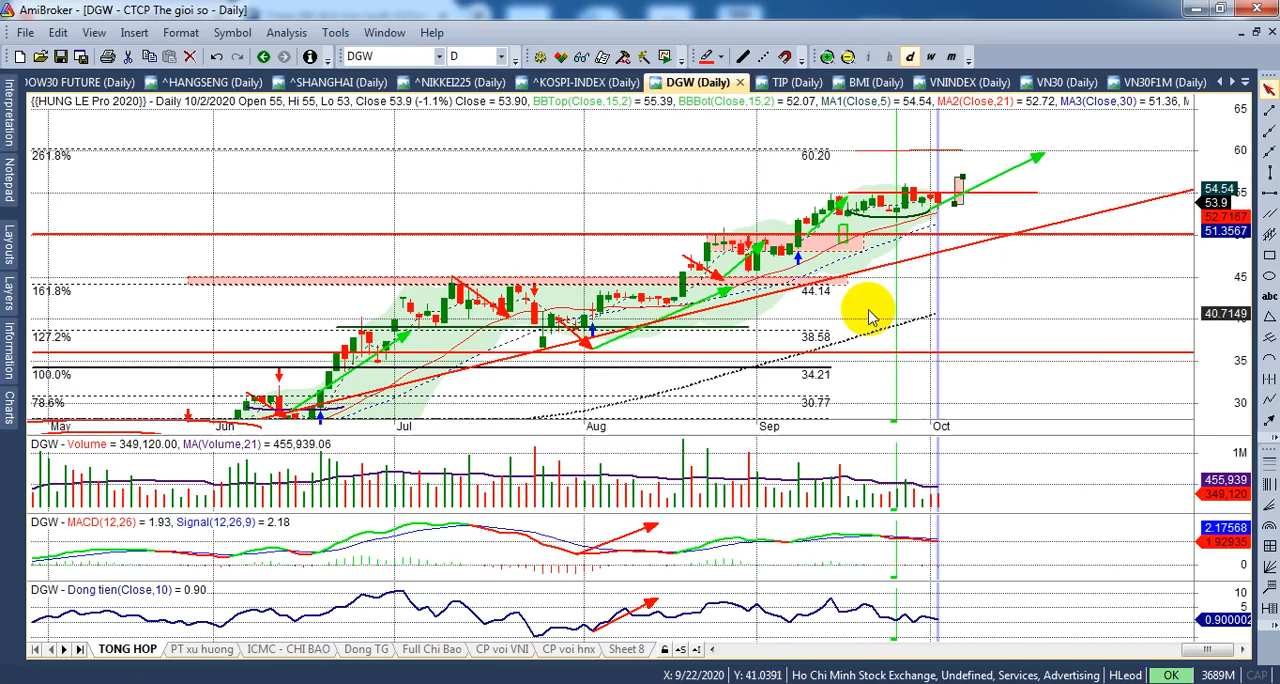 AmiBroker - [DGW - CTCP The gioi so - Daily]
File Edit View Insert Format Symbol Analysis Tools Window Help
DGW D d w m
OW30 FUTURE (Daily) ^HANGSENG (Daily) ^SHANGHAI (Daily) ^NIKKEI225 (Daily) ^KOSPI-INDEX (Daily) DGW (Daily) TIP (Daily) BMI (Daily) VNINDEX (Daily) VN30 (Daily) VN30F1M (Daily)
{{HUNG LE Pro 2020}} - Daily 10/2/2020 Open 55, Hi 55, Lo 53, Close 53.9 (-1.1%) Close = 53.90, BBTop(Close,15,2) = 55.39, BBBot(Close,15,2) = 52.07, MA1(Close,5) = 54.54, MA2(Close,21) = 52.72, MA3(Close,30) = 51.36,
65
261.8% 60.20 60
54.54 55
53.9
52.7167
51.3567
45
161.8% 44.14
40.7149
127.2% 38.58
35
100.0% 34.21
78.6% 30.77 30
May Jun Jul Aug Sep Oct
DGW - Volume = 349,120.00, MA(Volume,21) = 455,939.06
1M
455,939
349,120
DGW - MACD(12,26) = 1.93, Signal(12,26,9) = 2.18
2.17568
1.92935
0
DGW - Dong tien(Close,10) = 0.90
10
5
0.900002
Interpretation
Notepad
Layouts
Layers
Information
Charts
abc
TONG HOP PT xu huong ICMC - CHI BAO Dong TG Full Chi Bao CP voi VNI CP voi hnx Sheet 8
X: 9/22/2020 Y: 41.0391 Ho Chi Minh Stock Exchange, Undefined, Services, Advertising HLeod OK 3689M CAP